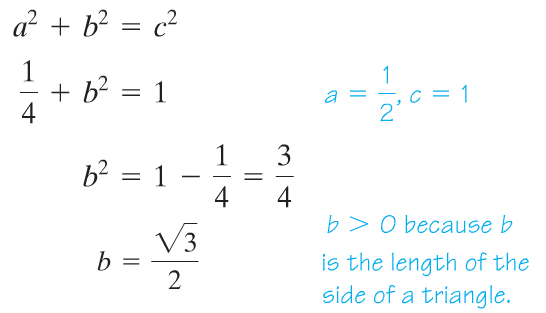 a² + b² = c²
1/4 + b² = 1    a = 1/2, c = 1
b² = 1 − 1/4 = 3/4
b = √3/2    b > 0 because b
is the length of the
side of a triangle.